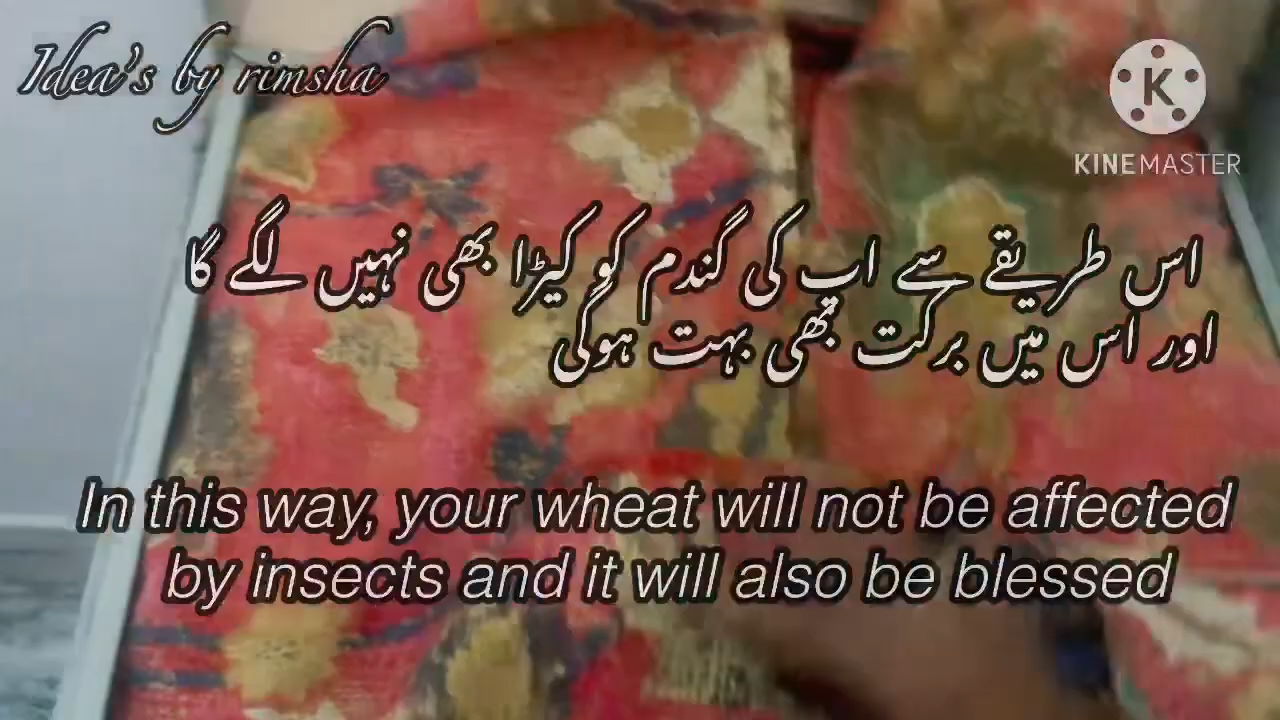 Idea's by rimsha
K
KINEMASTER
اس طریقے سے اپ کی گندم کو کیڑا بھی نہیں لگے گا
اور اس میں برکت بھی بہت ہوگی
In this way, your wheat will not be affected
by insects and it will also be blessed